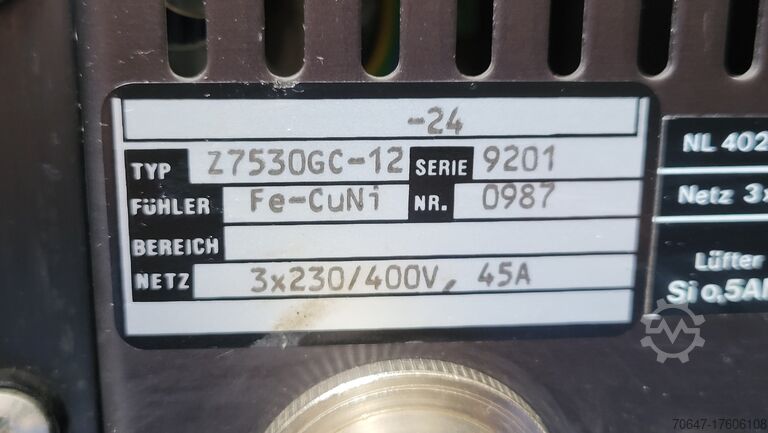 -24
TYP Z7530GC-12 SERIE 9201
FÜHLER Fe-CuNi NR. 0987
BEREICH
NETZ 3x230/400V, 45A
NL 402
Netz 3x
Lüfter
Si 0,5A
70647-17606108